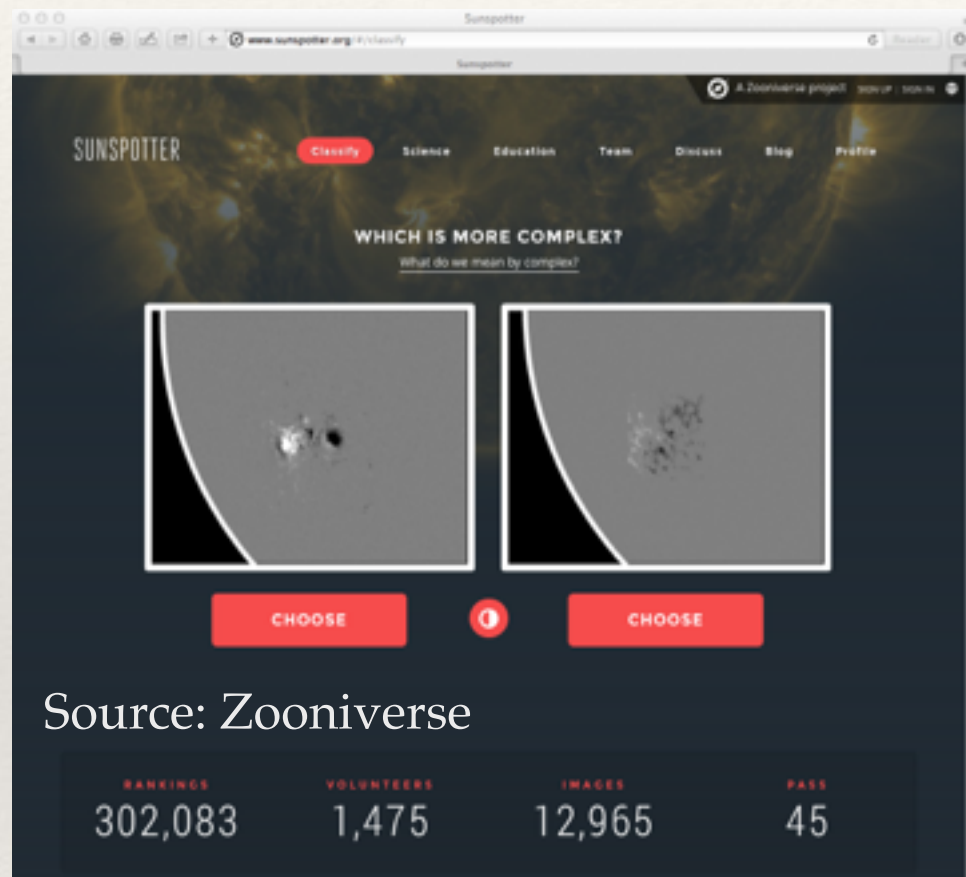 Sunspotter
www.sunspotter.org/#/classify
Reader
Sunspotter
A Zooniverse project SIGN UP | SIGN IN
SUNSPOTTER
Classify Science Education Team Discuss Blog Profile
WHICH IS MORE COMPLEX?
What do we mean by complex?
CHOOSE CHOOSE
Source: Zooniverse
RANKINGS VOLUNTEERS IMAGES PASS
302,083 1,475 12,965 45